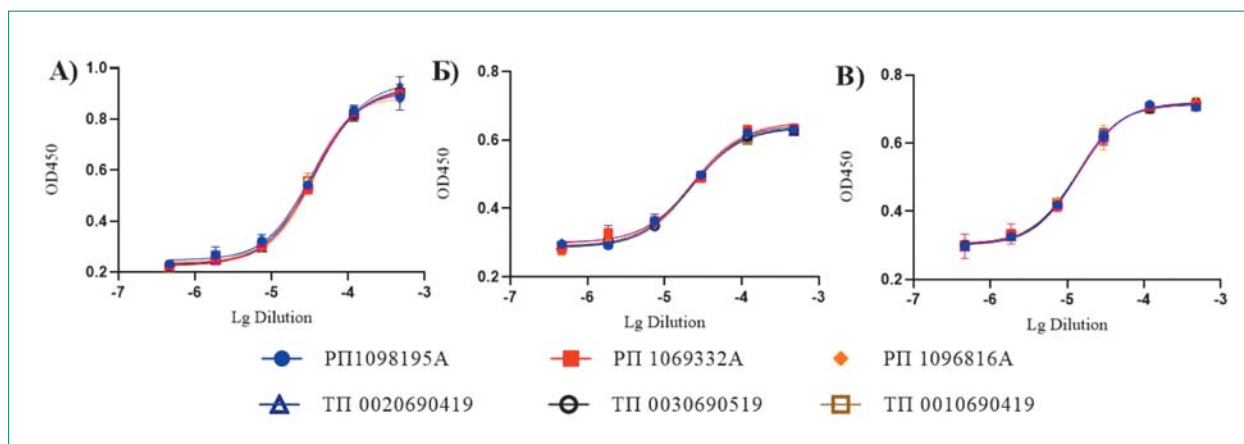 А) Б) В)
1.0 0.8 0.6 0.4 0.2
OD450
-7 -6 -5 -4 -3
Lg Dilution
0.8 0.6 0.4 0.2
OD450
-7 -6 -5 -4 -3
Lg Dilution
0.8 0.6 0.4 0.2
OD450
-7 -6 -5 -4 -3
Lg Dilution
РП1098195А РП 1069332А РП 1096816А
ТП 0020690419 ТП 0030690519 ТП 0010690419